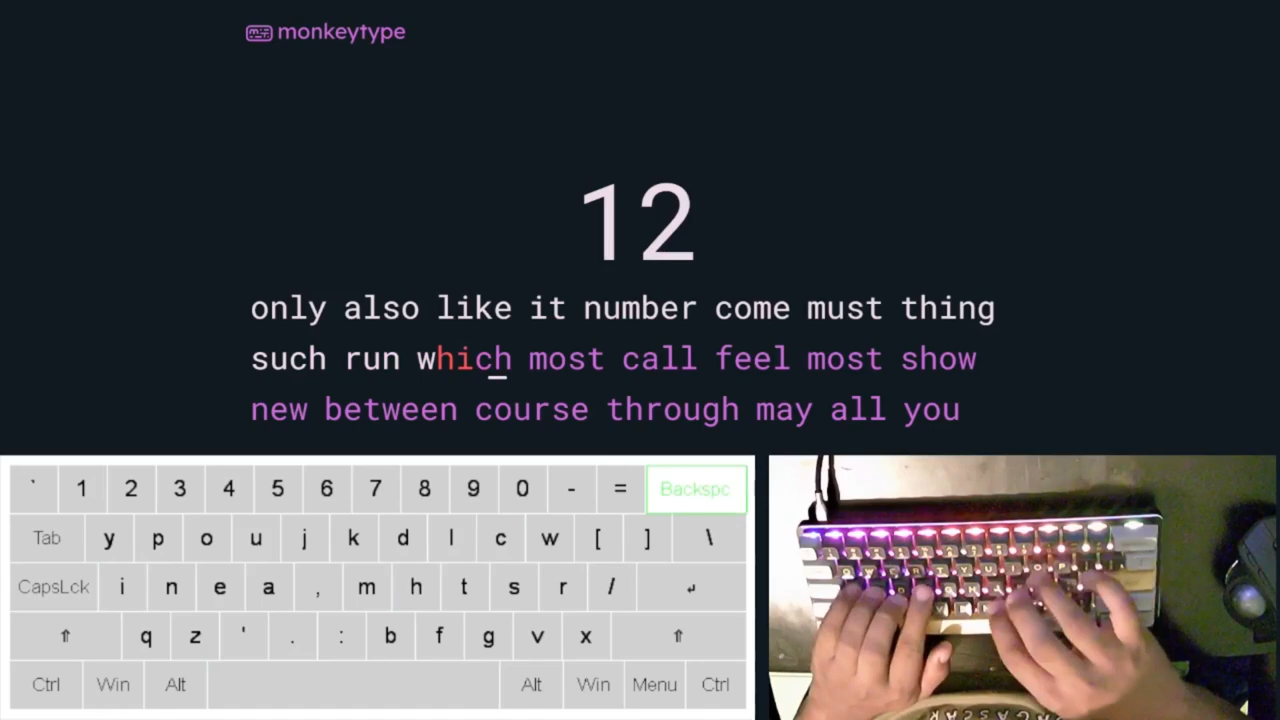 monkeytype
12
only also like it number come must thing
such run which most call feel most show
new between course through may all you
` 1 2 3 4 5 6 7 8 9 0 - = Backspc
Tab y p o u j k d l c w [ ] \
CapsLck i n e a , m h t s r / ↵
⇧ q z ' . : b f g v x ⇧
Ctrl Win Alt Alt Win Menu Ctrl